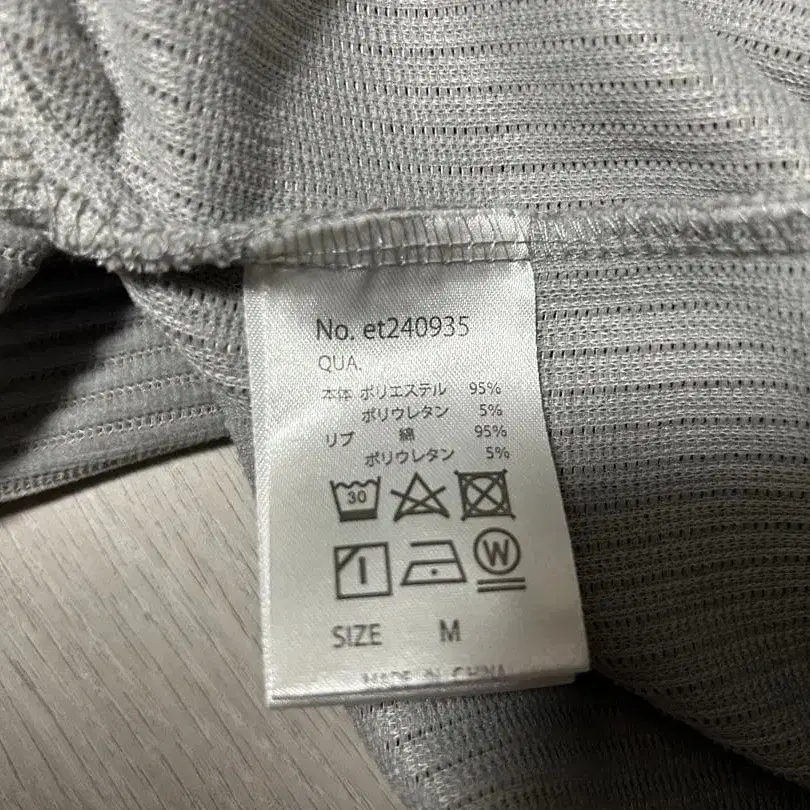 No. et240935
QUA.
本体 ポリエステル 95%
ポリウレタン 5%
リブ 綿 95%
ポリウレタン 5%
30
W
SIZE M
MADE IN CHINA